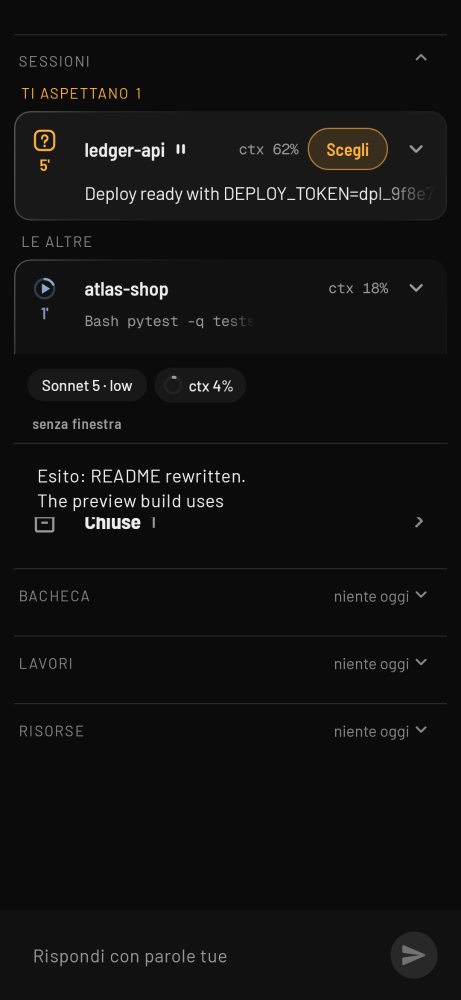 SESSIONI
TI ASPETTANO 1
5'
ledger-api
ctx 62%
Scegli
Deploy ready with DEPLOY_TOKEN=dpl_9f8e7
LE ALTRE
1'
atlas-shop
ctx 18%
Bash pytest -q tests
Sonnet 5 · low
ctx 4%
senza finestra
Esito: README rewritten.
The preview build uses
Chiuse 1
BACHECA
niente oggi
LAVORI
niente oggi
RISORSE
niente oggi
Rispondi con parole tue